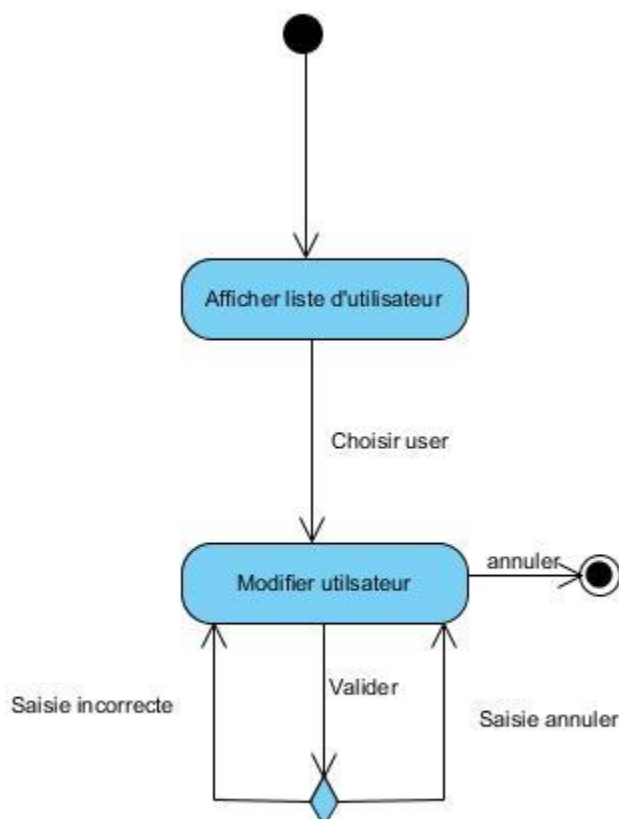 Afficher liste d'utilisateur
Choisir user
annuler
Modifier utilsateur
Valider
Saisie incorrecte
Saisie annuler